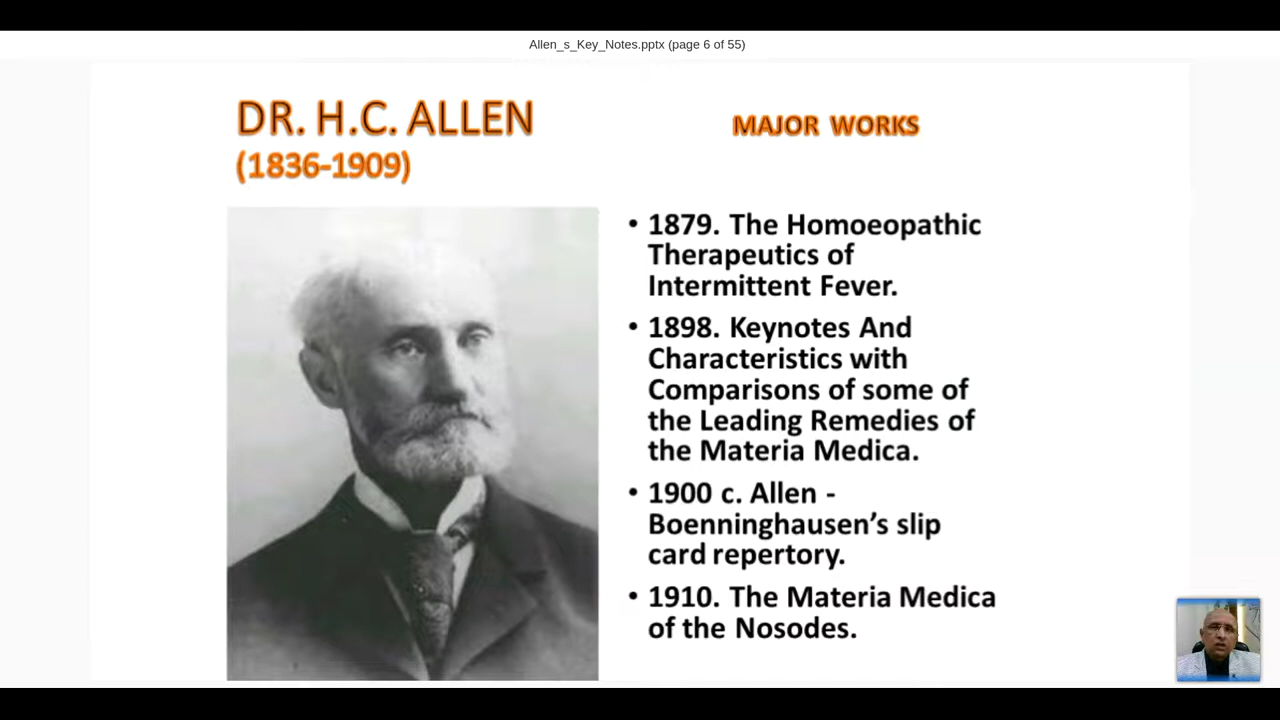 Allen_s_Key_Notes.pptx (page 6 of 55)
DR. H.C. ALLEN
(1836-1909)
MAJOR WORKS
• 1879. The Homoeopathic
Therapeutics of
Intermittent Fever.
• 1898. Keynotes And
Characteristics with
Comparisons of some of
the Leading Remedies of
the Materia Medica.
• 1900 c. Allen -
Boenninghausen’s slip
card repertory.
• 1910. The Materia Medica
of the Nosodes.